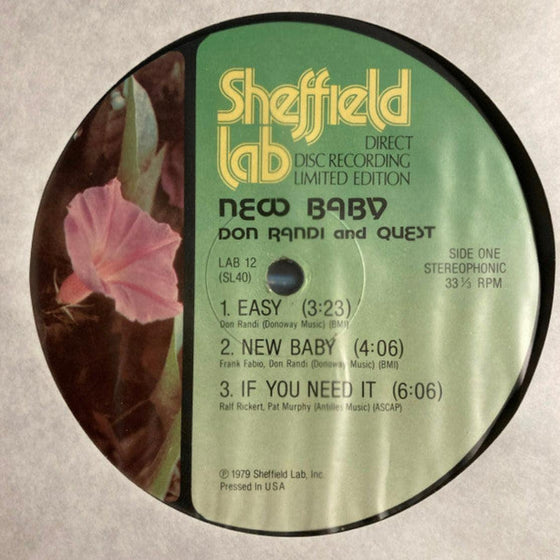 Sheffield
Lab
DIRECT
DISC RECORDING
LIMITED EDITION
NEW BABY
DON RANDI and QUEST
LAB 12
(SL40)
SIDE ONE
STEREOPHONIC
33⅓ RPM
1. EASY (3:23)
Don Randi (Donoway Music) (BMI)
2. NEW BABY (4:06)
Frank Fabio, Don Randi (Donoway Music) (BMI)
3. IF YOU NEED IT (6:06)
Ralf Rickert, Pat Murphy (Antilles Music) (ASCAP)
℗ 1979 Sheffield Lab, Inc.
Pressed in USA